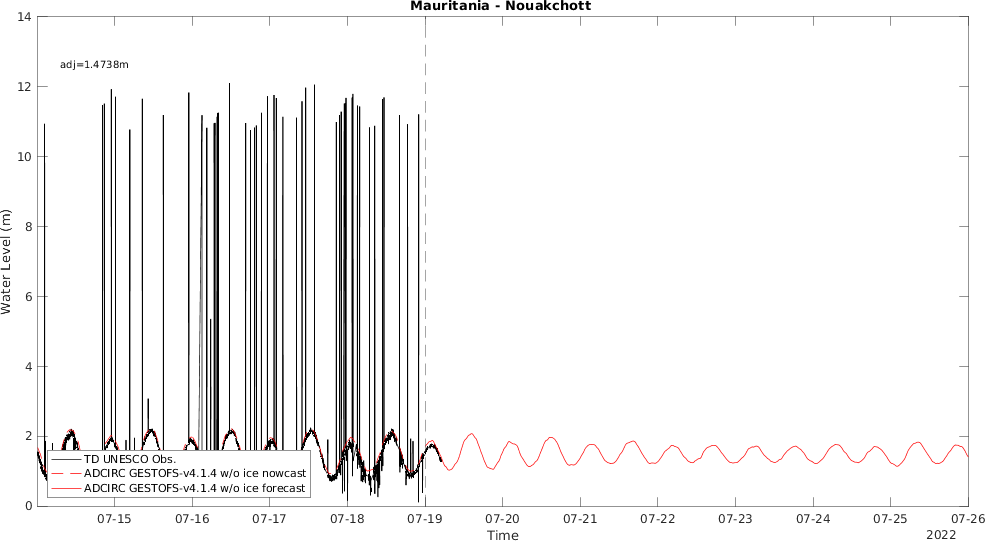 Mauritania - Nouakchott
14
12
10
8
6
4
2
0
Water Level (m)
adj=1.4738m
TD UNESCO Obs.
ADCIRC GESTOFS-v4.1.4 w/o ice nowcast
ADCIRC GESTOFS-v4.1.4 w/o ice forecast
07-15 07-16 07-17 07-18 07-19 07-20 07-21 07-22 07-23 07-24 07-25 07-26
Time
2022